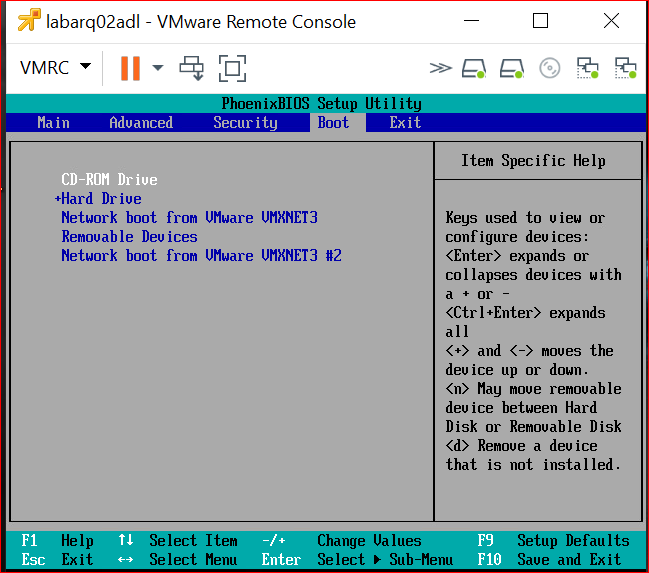 labarq02adl - VMware Remote Console
VMRC
PhoenixBIOS Setup Utility
Main Advanced Security Boot Exit
CD-ROM Drive
+Hard Drive
Network boot from VMware VMXNET3
Removable Devices
Network boot from VMware VMXNET3 #2
Item Specific Help
Keys used to view or
configure devices:
<Enter> expands or
collapses devices with
a + or -
<Ctrl+Enter> expands
all
<+> and <-> moves the
device up or down.
<n> May move removable
device between Hard
Disk or Removable Disk
<d> Remove a device
that is not installed.
F1 Help ↑↓ Select Item -/+ Change Values F9 Setup Defaults
Esc Exit ↔ Select Menu Enter Select ▶ Sub-Menu F10 Save and Exit